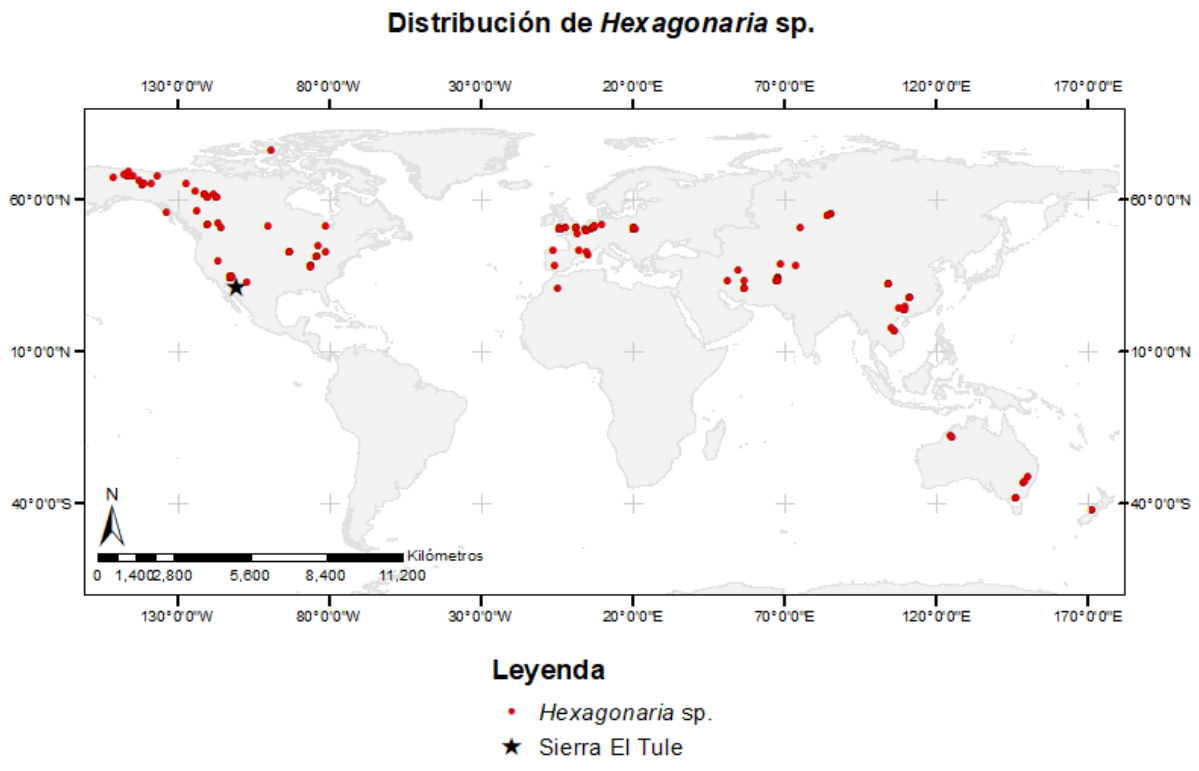 Distribución de Hexagonaria sp.
130°0'0"W 80°0'0"W 30°0'0"W 20°0'0"E 70°0'0"E 120°0'0"E 170°0'0"E
60°0'0"N 60°0'0"N
10°0'0"N 10°0'0"N
40°0'0"S 40°0'0"S
N
Kilómetros
0 1,400 2,800 5,600 8,400 11,200
130°0'0"W 80°0'0"W 30°0'0"W 20°0'0"E 70°0'0"E 120°0'0"E 170°0'0"E
Leyenda
Hexagonaria sp.
Sierra El Tule